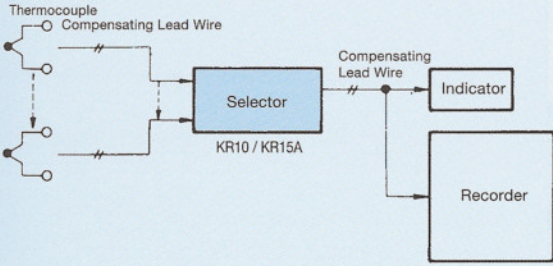 Thermocouple
Compensating Lead Wire
Compensating
Lead Wire
Selector
Indicator
KR10 / KR15A
Recorder